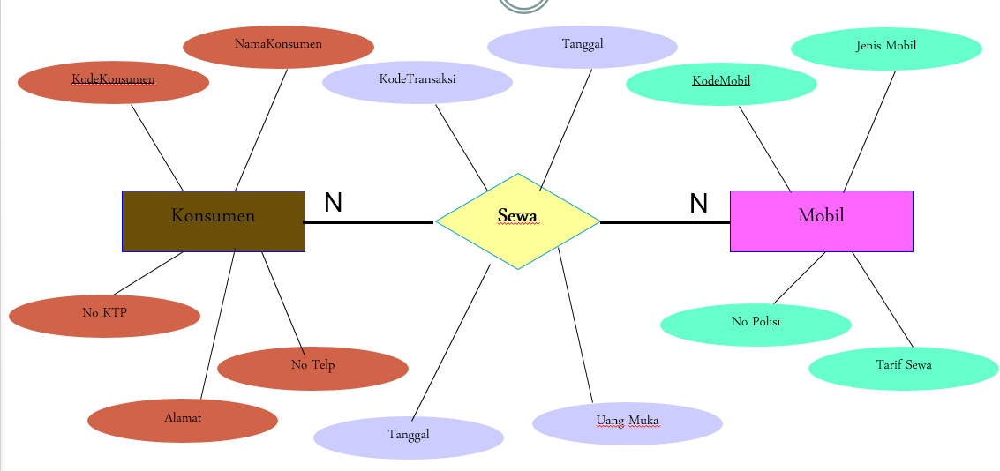 NamaKonsumen
Tanggal
Jenis Mobil
KodeKonsumen
KodeTransaksi
KodeMobil
N
N
Konsumen
Sewa
Mobil
No KTP
No Polisi
No Telp
Tarif Sewa
Alamat
Tanggal
Uang Muka